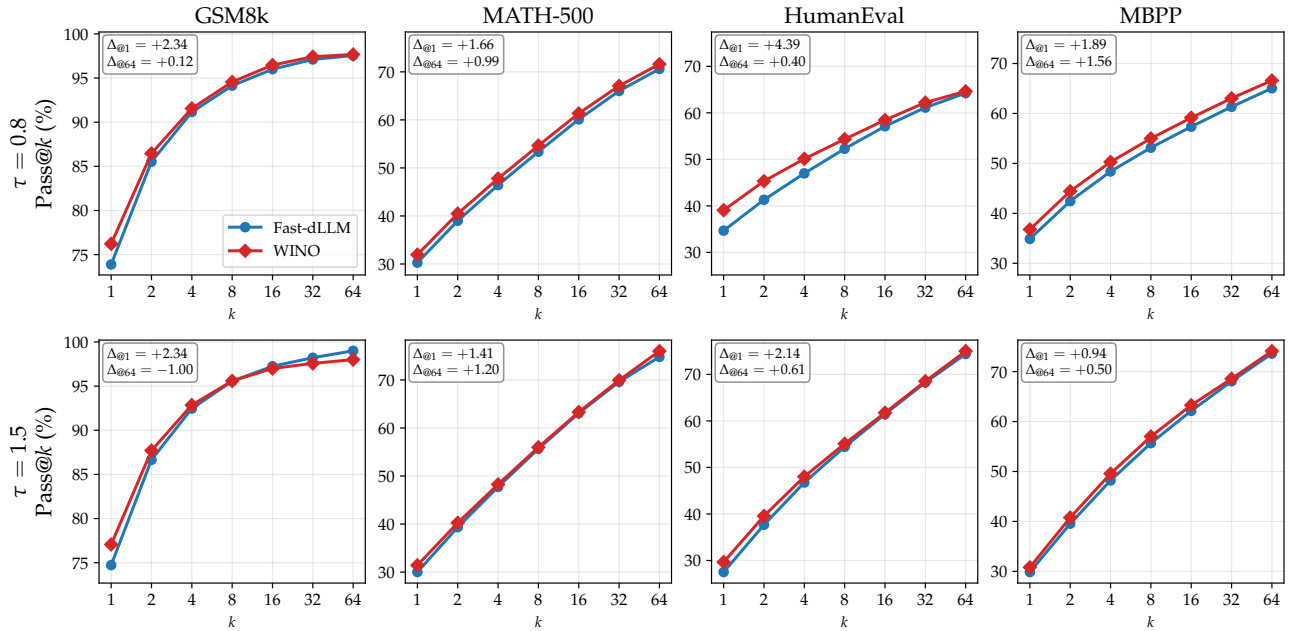 GSM8k
MATH-500
HumanEval
MBPP
τ = 0.8
Pass@k (%)
100
95
90
85
80
75
Δ@1 = +2.34
Δ@64 = +0.12
Fast-dLLM
WINO
1 2 4 8 16 32 64
k
70
60
50
40
30
Δ@1 = +1.66
Δ@64 = +0.99
1 2 4 8 16 32 64
k
70
60
50
40
30
Δ@1 = +4.39
Δ@64 = +0.40
1 2 4 8 16 32 64
k
70
60
50
40
30
Δ@1 = +1.89
Δ@64 = +1.56
1 2 4 8 16 32 64
k
τ = 1.5
Pass@k (%)
100
95
90
85
80
75
Δ@1 = +2.34
Δ@64 = −1.00
1 2 4 8 16 32 64
k
70
60
50
40
30
Δ@1 = +1.41
Δ@64 = +1.20
1 2 4 8 16 32 64
k
70
60
50
40
30
Δ@1 = +2.14
Δ@64 = +0.61
1 2 4 8 16 32 64
k
70
60
50
40
30
Δ@1 = +0.94
Δ@64 = +0.50
1 2 4 8 16 32 64
k